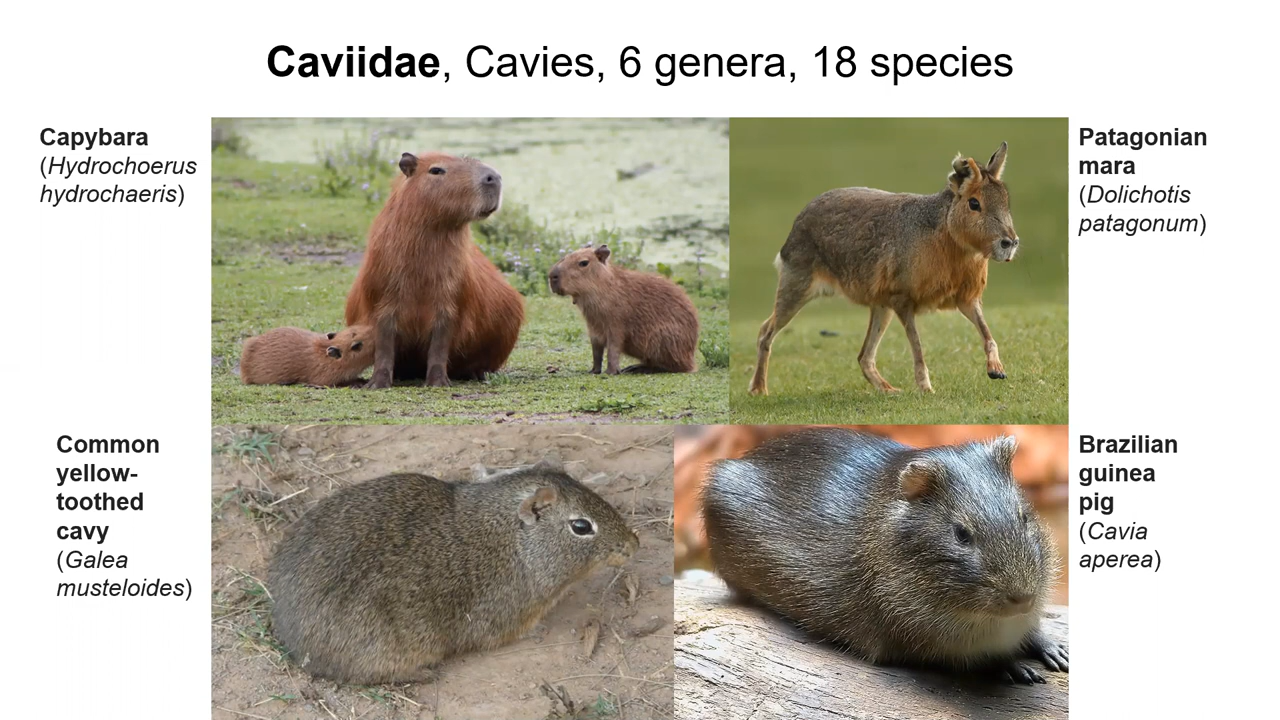 Caviidae, Cavies, 6 genera, 18 species
Capybara
(Hydrochoerus
hydrochaeris)
Patagonian
mara
(Dolichotis
patagonum)
Common
yellow-
toothed
cavy
(Galea
musteloides)
Brazilian
guinea
pig
(Cavia
aperea)